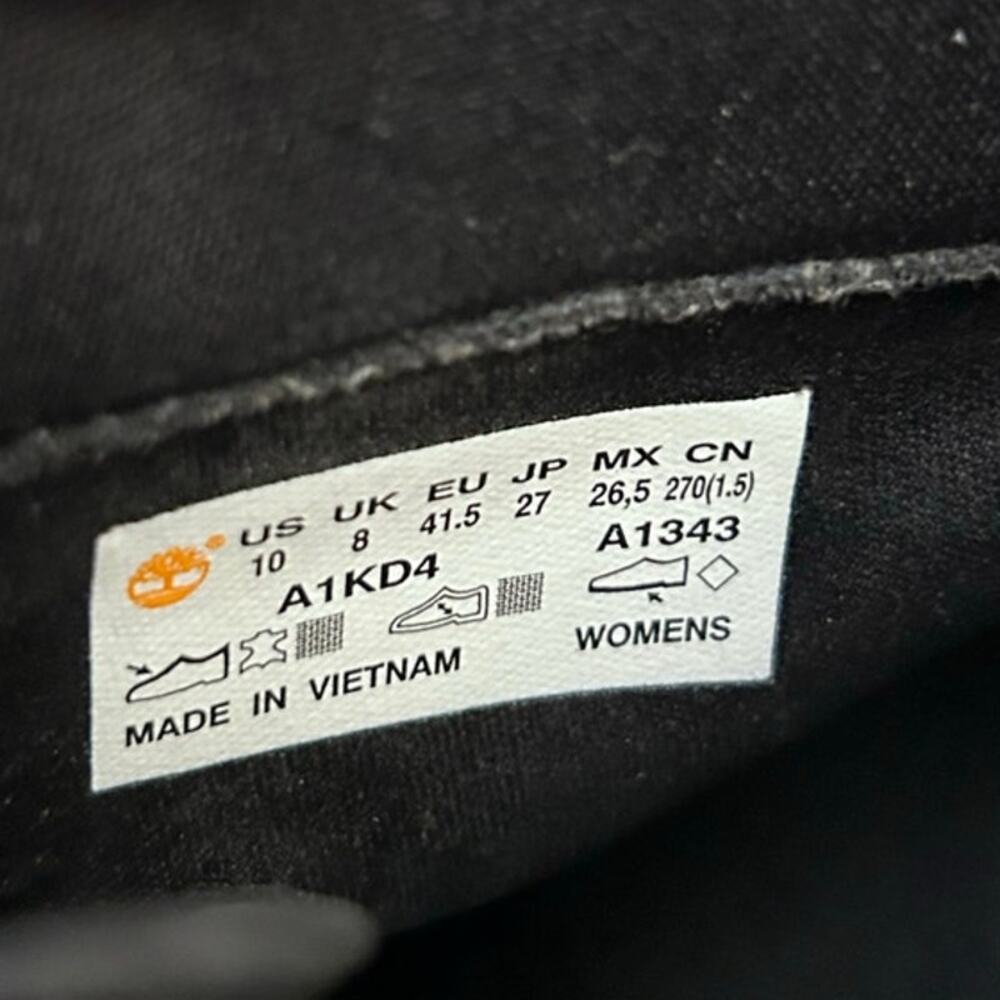 US UK EU JP MX CN
10 8 41.5 27 26,5 270(1.5)
A1KD4 A1343
WOMENS
MADE IN VIETNAM